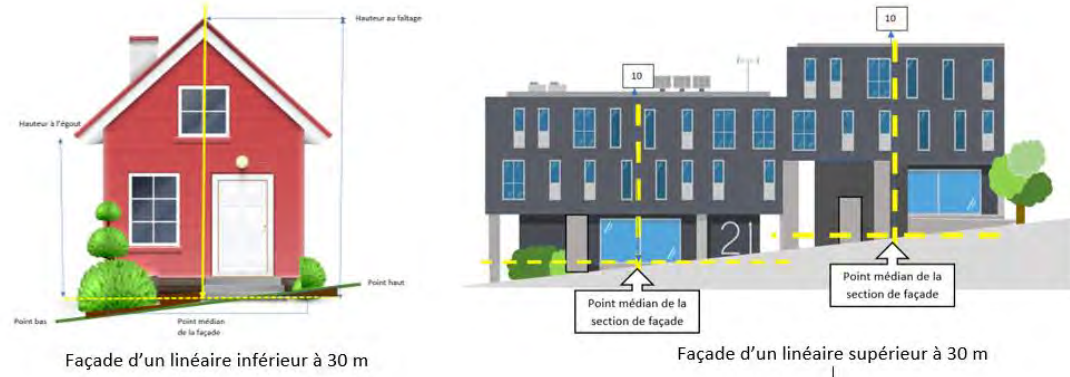 Hauteur au faîtage
Hauteur à l'égout
Point haut
Point bas
Point médian
de la façade
Façade d'un linéaire inférieur à 30 m
10
10
21
Point médian de la
section de façade
Point médian de la
section de façade
Façade d'un linéaire supérieur à 30 m